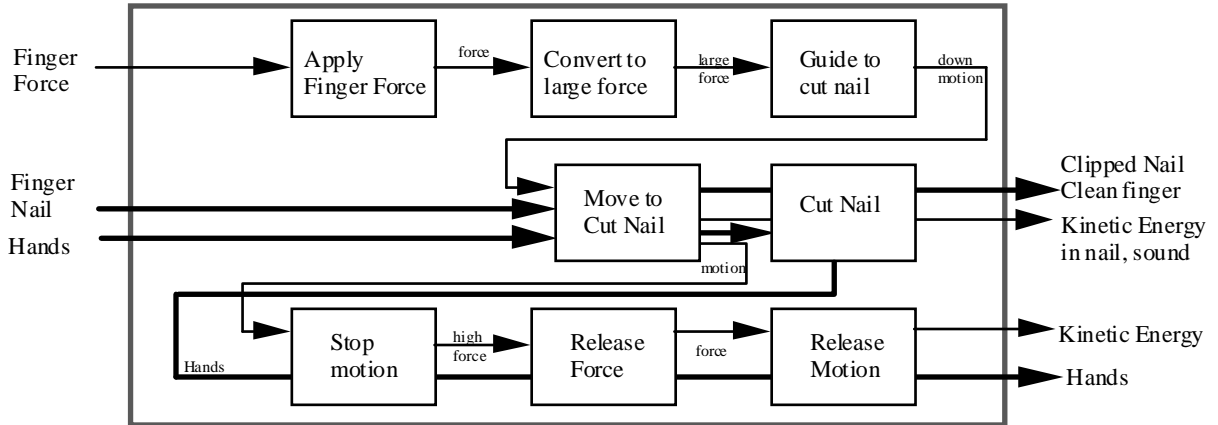 Finger
Force
Apply
Finger Force
force
Convert to
large force
large
force
Guide to
cut nail
down
motion
Finger
Nail
Hands
Move to
Cut Nail
Cut Nail
Clipped Nail
Clean finger
Kinetic Energy
in nail, sound
motion
Hands
Stop
motion
high
force
Release
Force
force
Release
Motion
Kinetic Energy
Hands